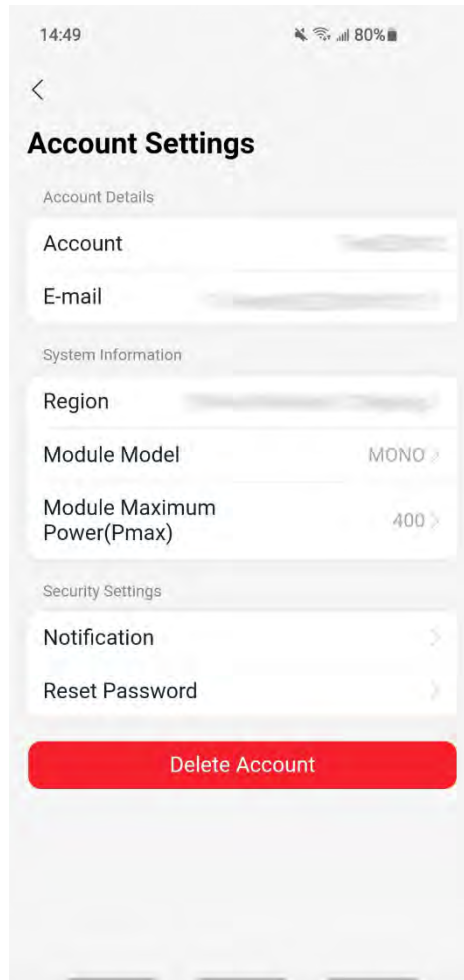 14:49 80%
Account Settings
Account Details
Account
E-mail
System Information
Region
Module Model MONO
Module Maximum
Power(Pmax) 400
Security Settings
Notification
Reset Password
Delete Account